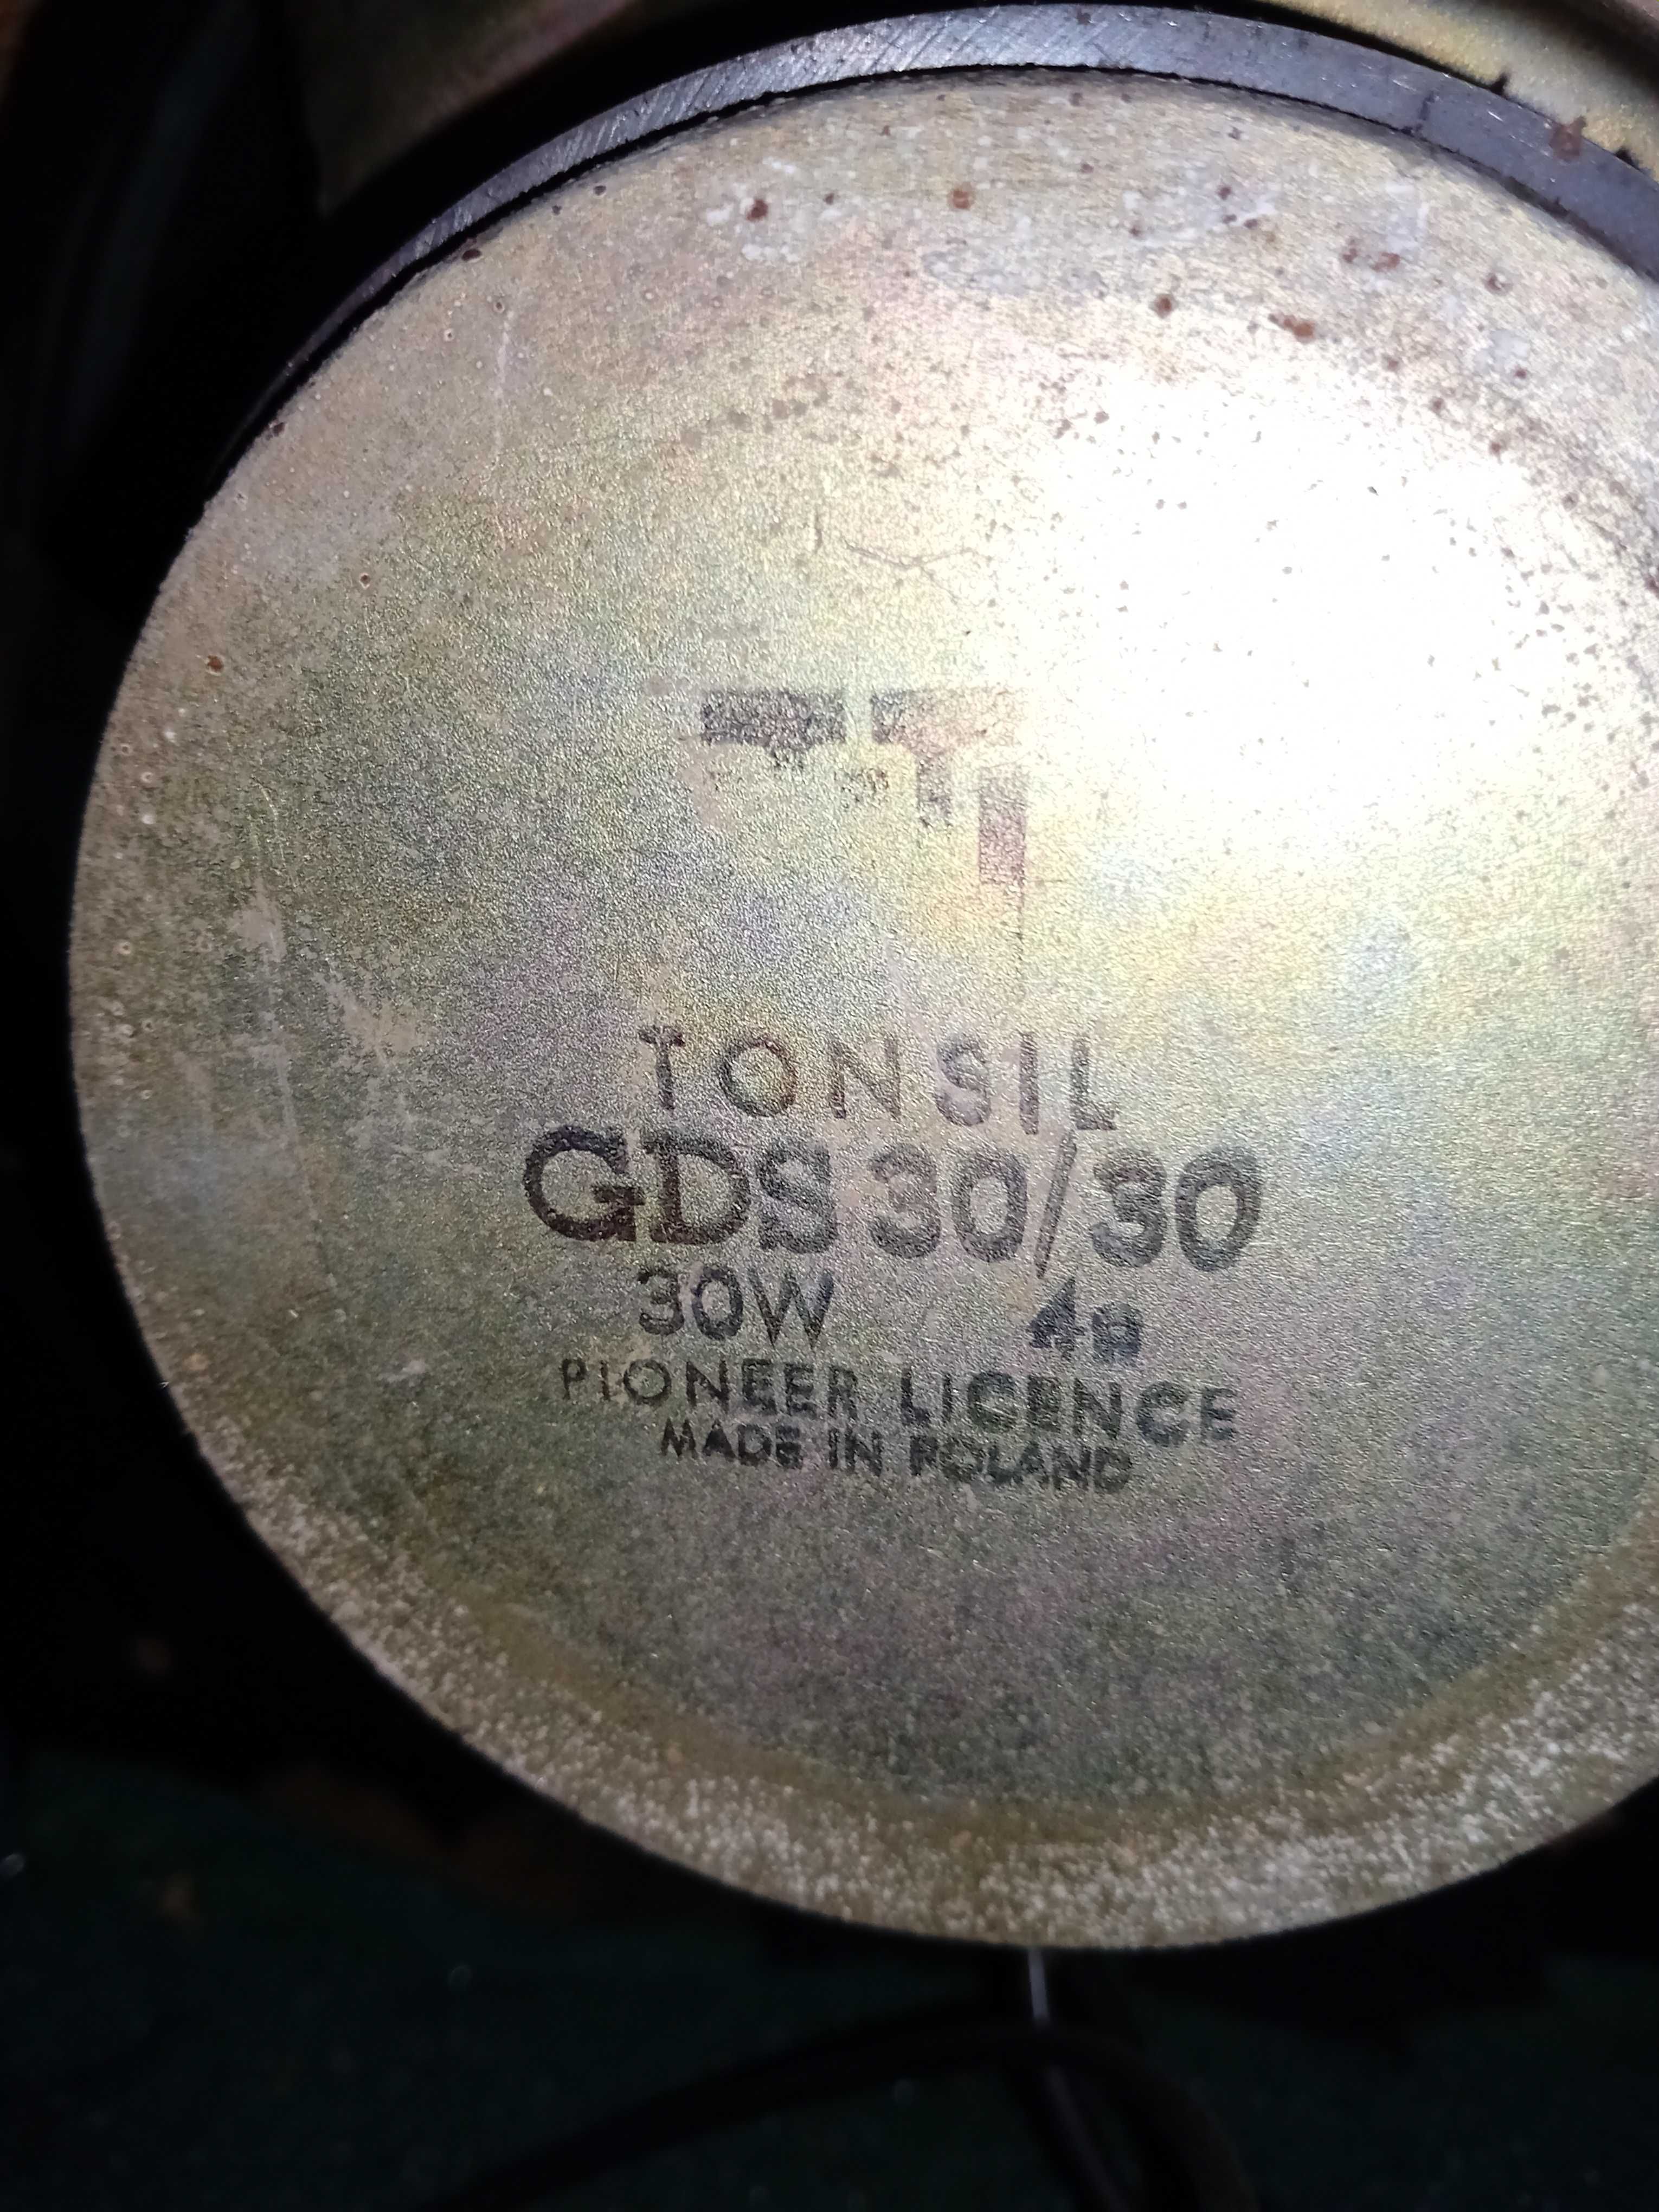 TONSIL
GDS 30/30
30W 4Ω
PIONEER LICENCE
MADE IN POLAND